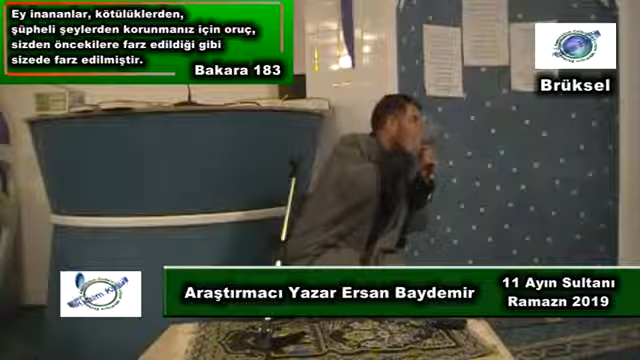 Ey inananlar, kötülüklerden,
şüpheli şeylerden korunmanız için oruç,
sizden öncekilere farz edildiği gibi
sizede farz edilmiştir.
Bakara 183
Brüksel
Araştırmacı Yazar Ersan Baydemir
11 Ayın Sultanı
Ramazn 2019